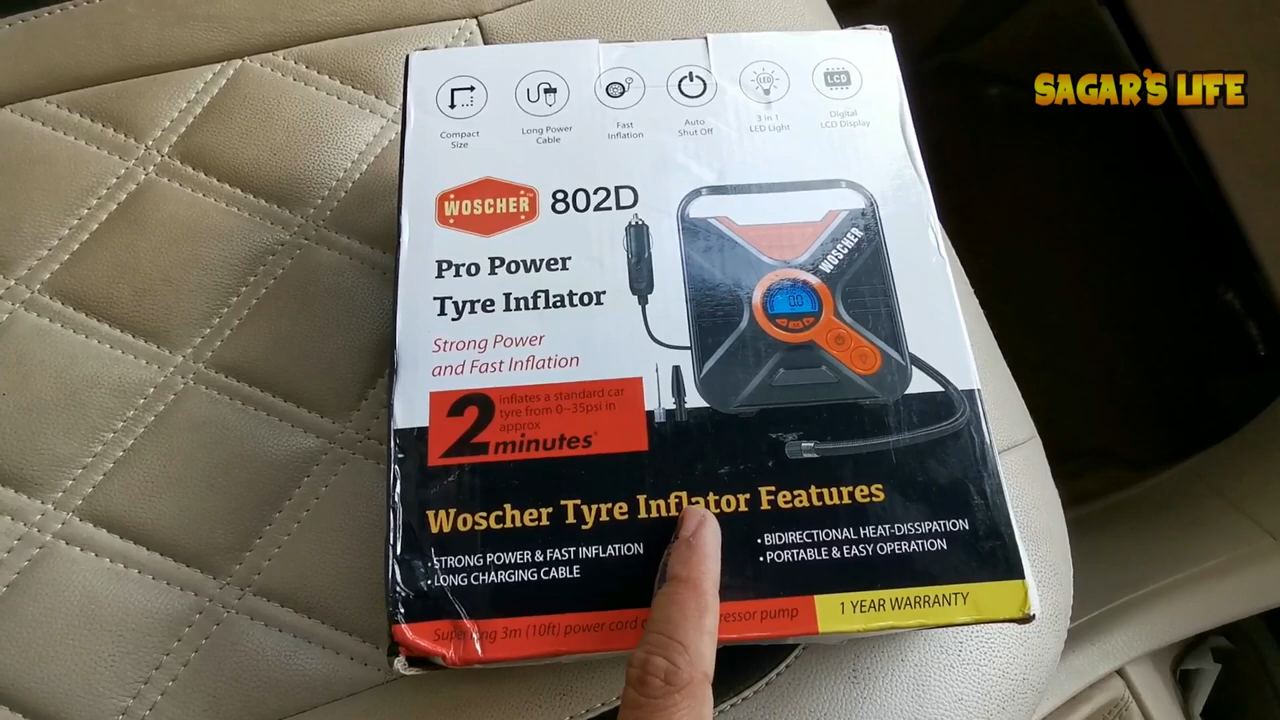 SAGAR'S LIFE
Compact
Size
Long Power
Cable
Fast
Inflation
Auto
Shut Off
LED
3 in 1
LED Light
LCD
Digital
LCD Display
WOSCHER
802D
WOSCHER
0.0
Pro Power
Tyre Inflator
Strong Power
and Fast Inflation
2
inflates a standard car
tyre from 0~35psi in
approx
minutes*
Woscher Tyre Inflator Features
• STRONG POWER & FAST INFLATION
• LONG CHARGING CABLE
• BIDIRECTIONAL HEAT-DISSIPATION
• PORTABLE & EASY OPERATION
3m (10ft) power cord pump
1 YEAR WARRANTY